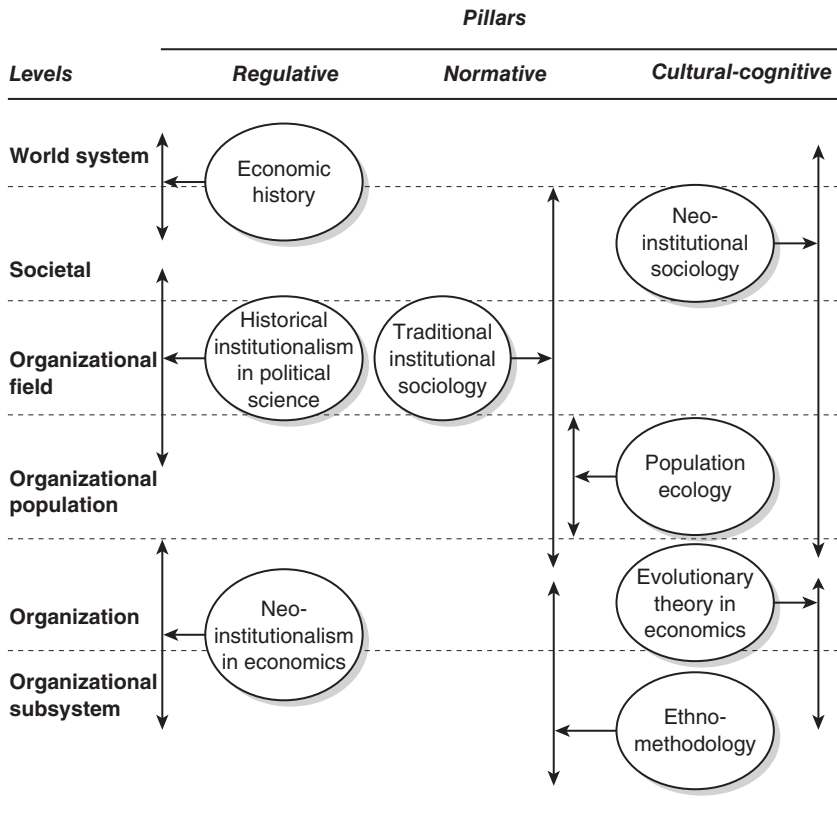 Pillars
Levels
Regulative
Normative
Cultural-cognitive
World system
Economic
history
Neo-
institutional
sociology
Societal
Historical
institutionalism
in political
science
Traditional
institutional
sociology
Organizational
field
Population
ecology
Organizational
population
Evolutionary
theory in
economics
Neo-
institutionalism
in economics
Organization
Organizational
subsystem
Ethno-
methodology